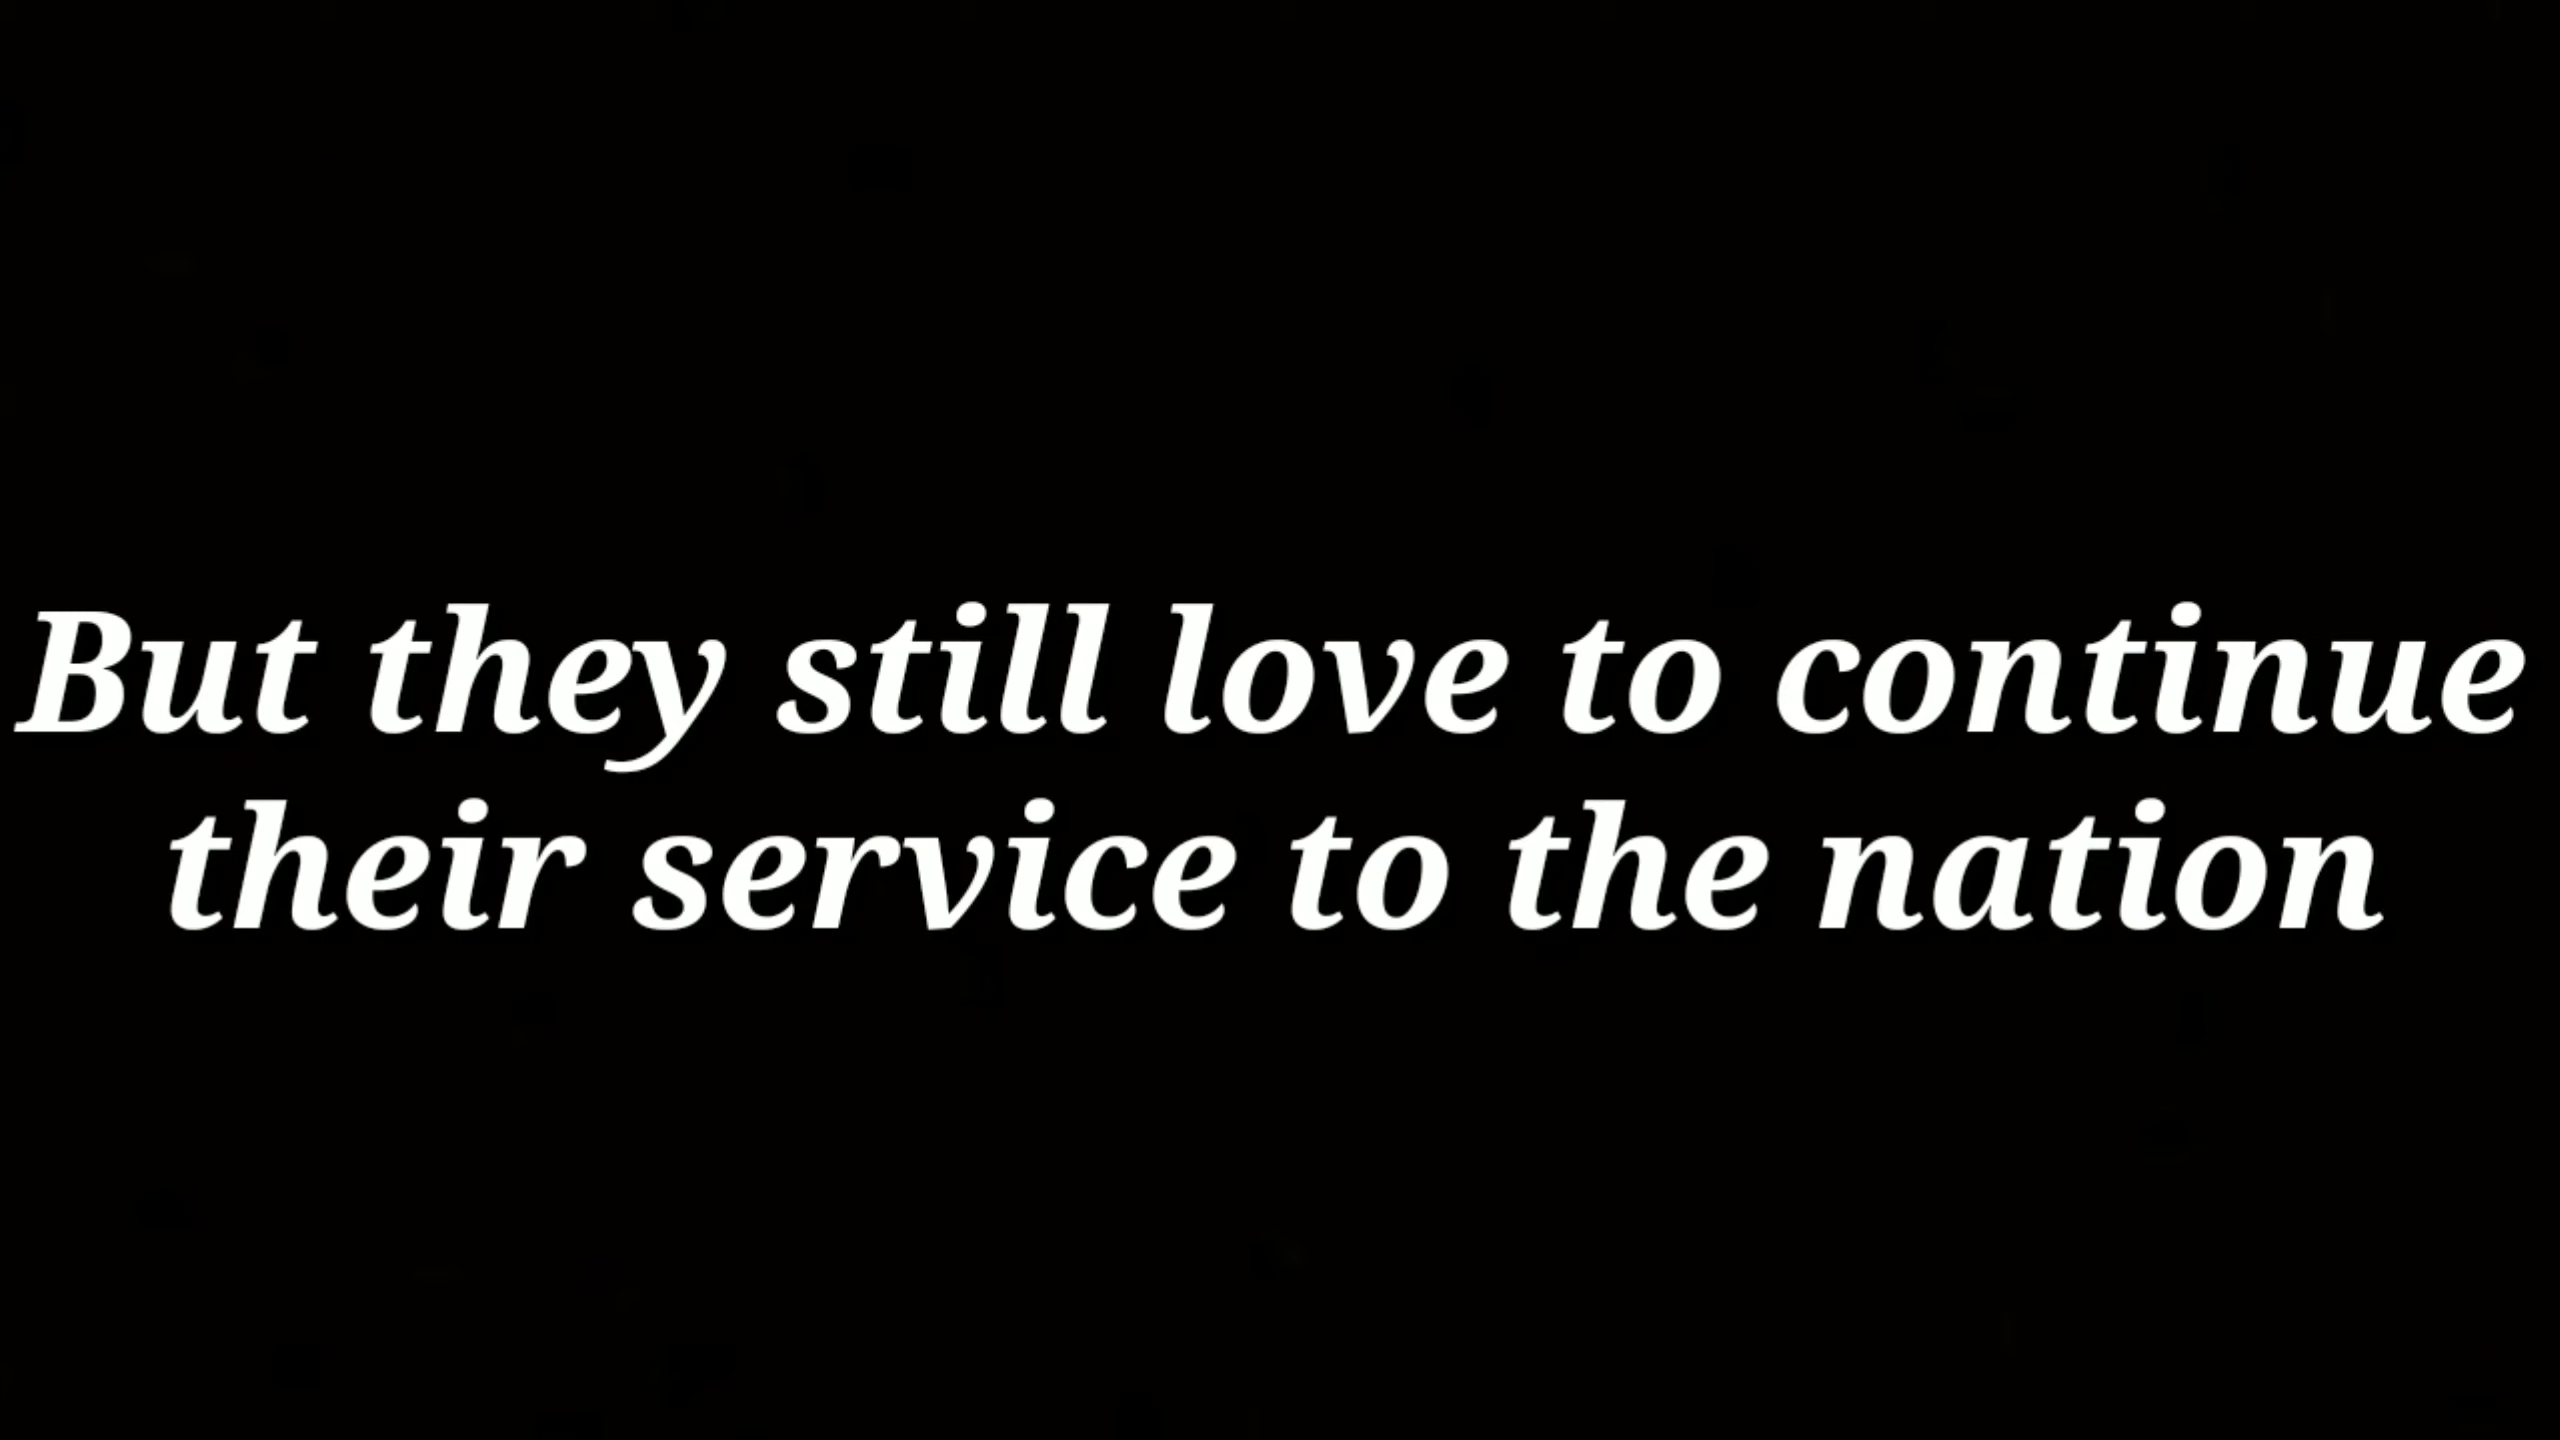 But they still love to continue
their service to the nation